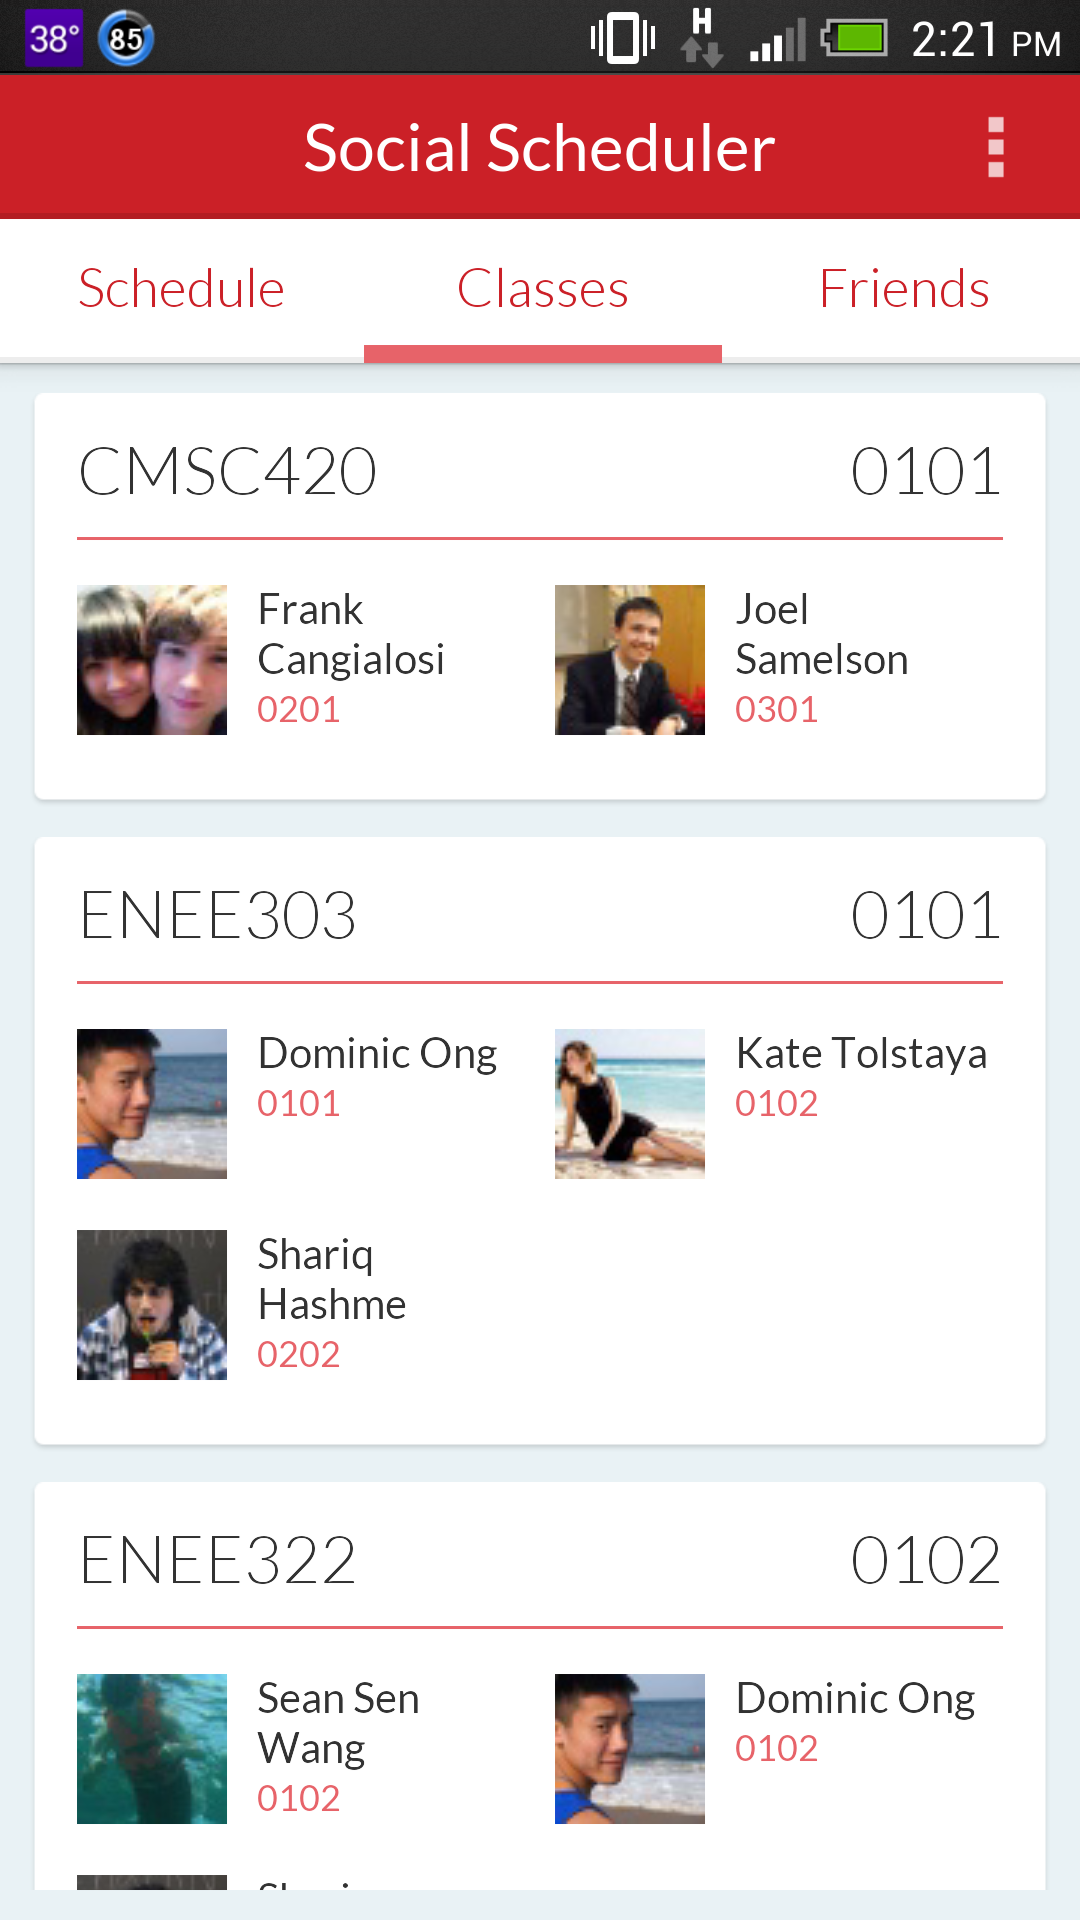 38° 85 H 2:21 PM
Social Scheduler
Schedule Classes Friends
CMSC420 0101
Frank Cangialosi
0201
Joel Samelson
0301
ENEE303 0101
Dominic Ong
0101
Kate Tolstaya
0102
Shariq Hashme
0202
ENEE322 0102
Sean Sen Wang
0102
Dominic Ong
0102